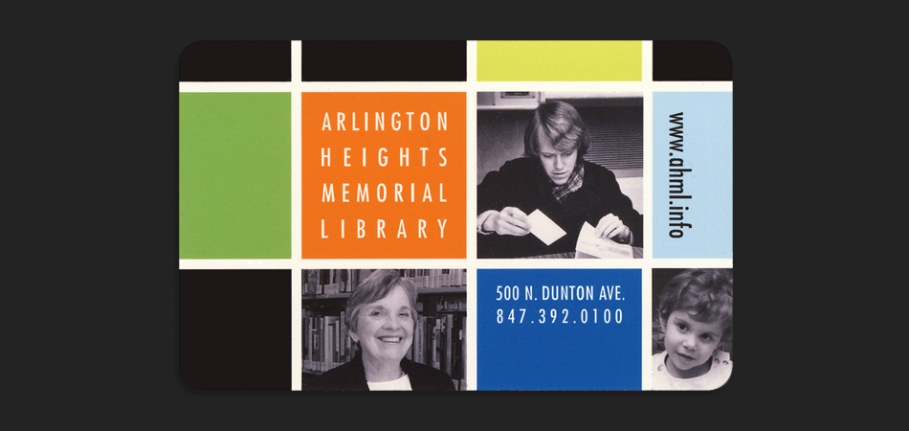 ARLINGTON
HEIGHTS
MEMORIAL
LIBRARY
www.ahml.info
500 N. DUNTON AVE.
847.392.0100